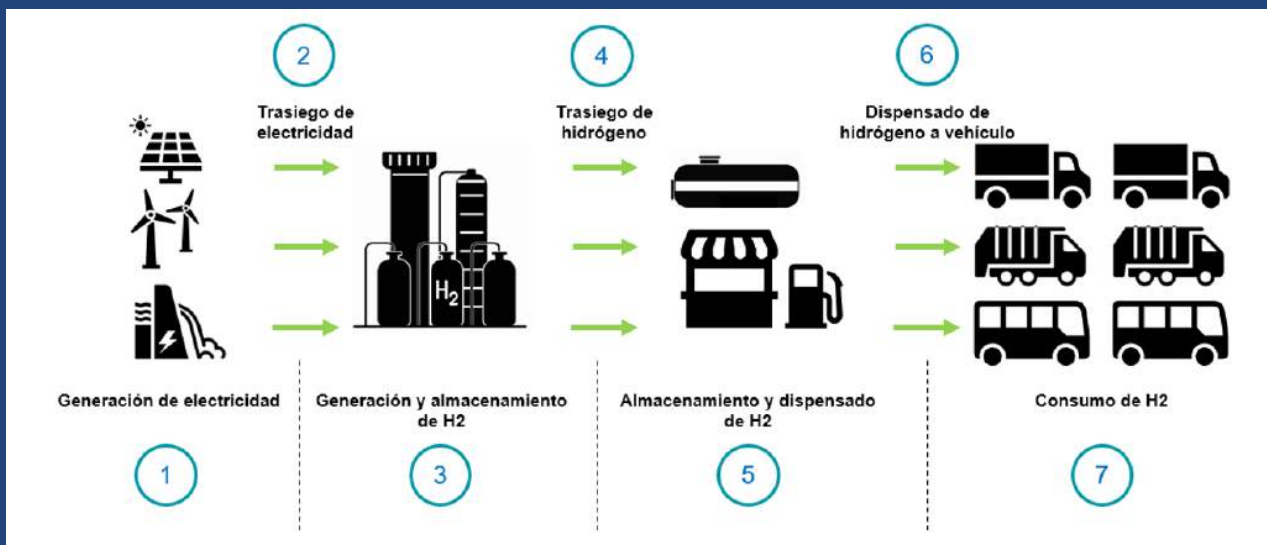 2
4
6
Trasiego de
electricidad
Trasiego de
hidrógeno
Dispensado de
hidrógeno a vehículo
H2
Generación de electricidad
Generación y almacenamiento
de H2
Almacenamiento y dispensado
de H2
Consumo de H2
1
3
5
7